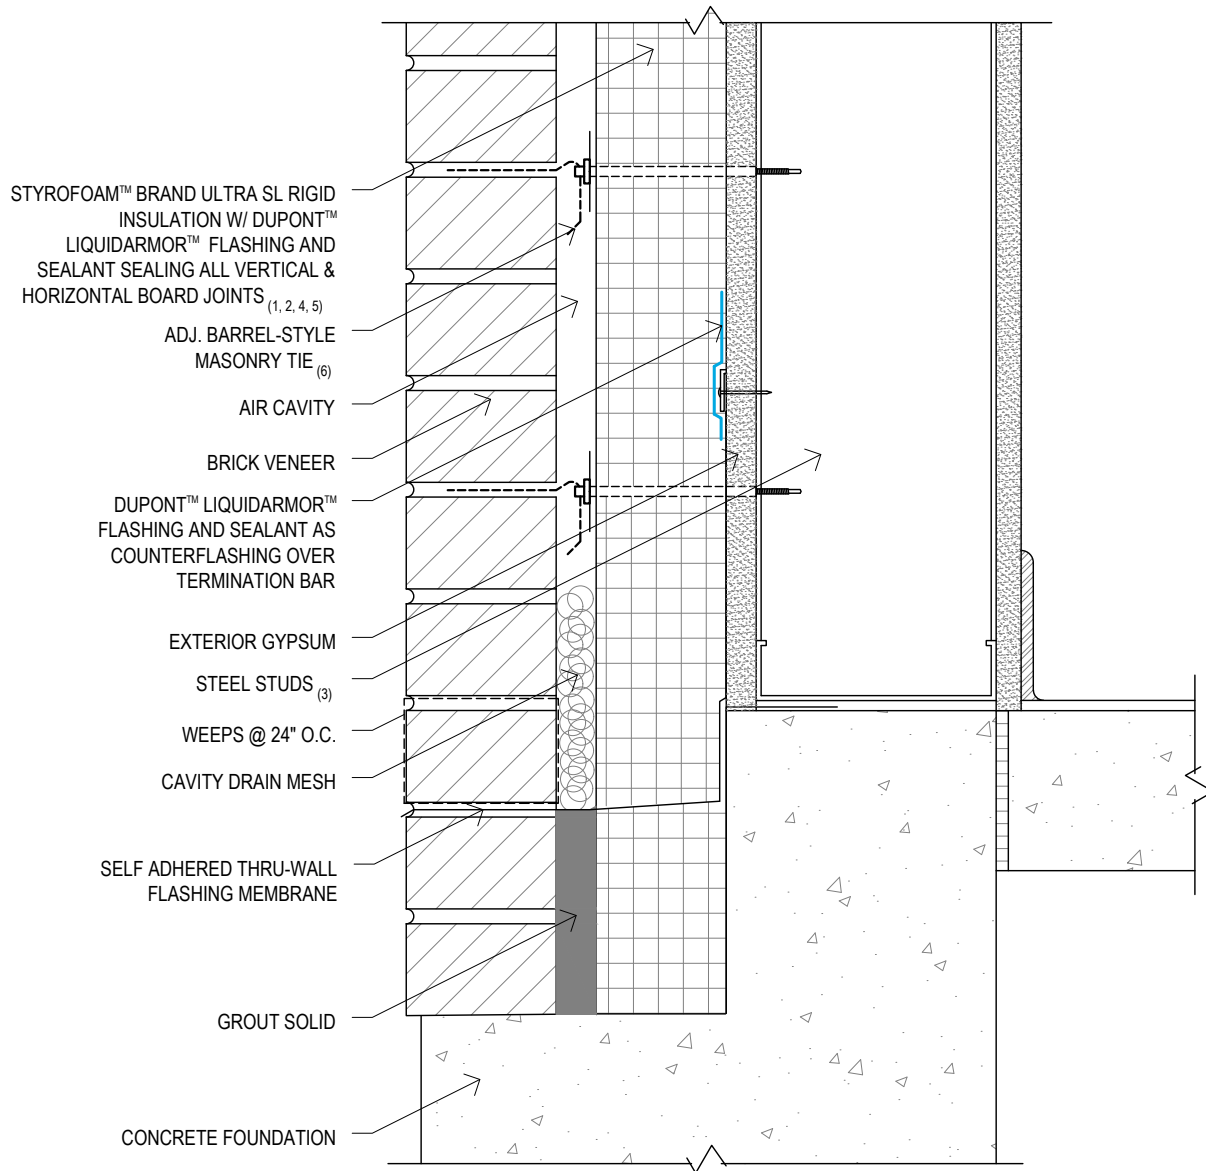 STYROFOAM™ BRAND ULTRA SL RIGID
INSULATION W/ DUPONT™
LIQUIDARMOR™ FLASHING AND
SEALANT SEALING ALL VERTICAL &
HORIZONTAL BOARD JOINTS (1, 2, 4, 5)
ADJ. BARREL-STYLE
MASONRY TIE (6)
AIR CAVITY
BRICK VENEER
DUPONT™ LIQUIDARMOR™
FLASHING AND SEALANT AS
COUNTERFLASHING OVER
TERMINATION BAR
EXTERIOR GYPSUM
STEEL STUDS (3)
WEEPS @ 24" O.C.
CAVITY DRAIN MESH
SELF ADHERED THRU-WALL
FLASHING MEMBRANE
GROUT SOLID
CONCRETE FOUNDATION